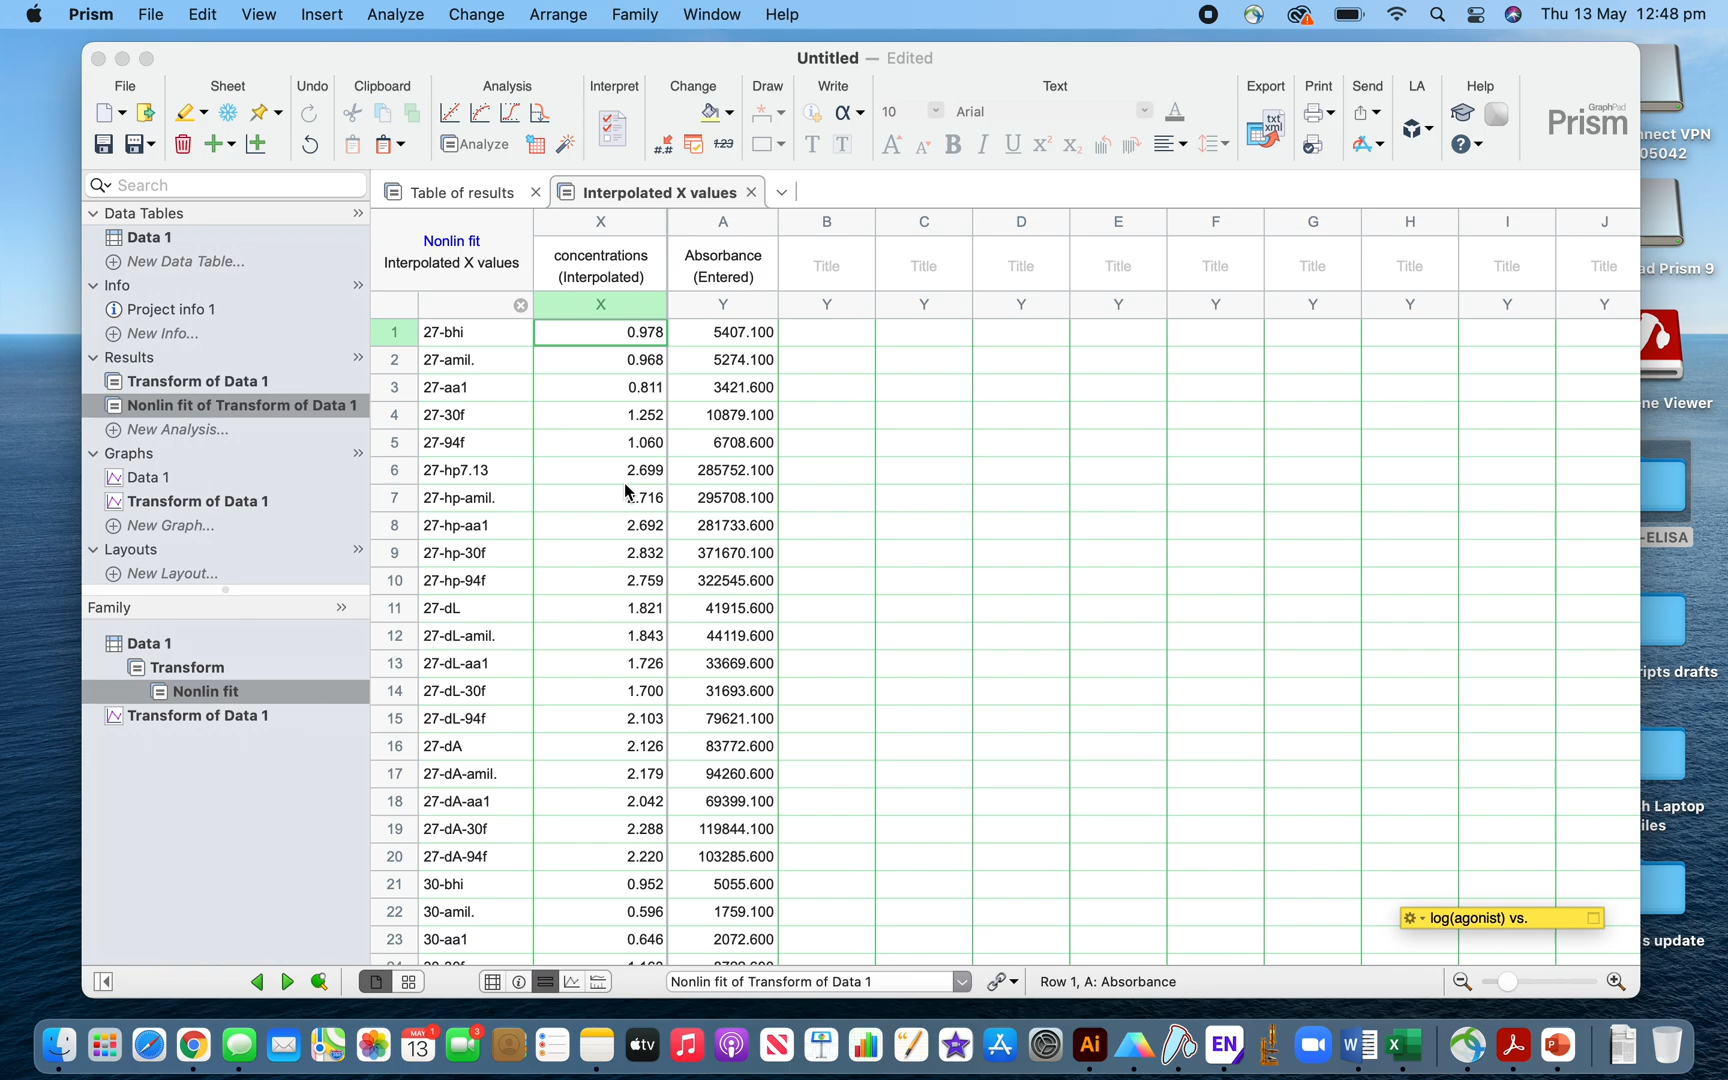 Prism File Edit View Insert Analyze Change Arrange Family Window Help Thu 13 May 12:48 pm
Untitled — Edited
File Sheet Undo Clipboard Analysis Interpret Change Draw Write Text Export Print Send LA Help
10 Arial
GraphPad
Prism
Analyze
txt
xml
Search
Table of results
Interpolated X values
Data Tables
Data 1
New Data Table...
Info
Project info 1
New Info...
Results
Transform of Data 1
Nonlin fit of Transform of Data 1
New Analysis...
Graphs
Data 1
Transform of Data 1
New Graph...
Layouts
New Layout...
Family
Data 1
Transform
Nonlin fit
Transform of Data 1
X A B C D E F G H I J
Nonlin fit
Interpolated X values
concentrations
(Interpolated)
Absorbance
(Entered)
Title Title Title Title Title Title Title Title Title
X Y Y Y Y Y Y Y Y Y Y
1 27-bhi 0.978 5407.100
2 27-amil. 0.968 5274.100
3 27-aa1 0.811 3421.600
4 27-30f 1.252 10879.100
5 27-94f 1.060 6708.600
6 27-hp7.13 2.699 285752.100
7 27-hp-amil. .716 295708.100
8 27-hp-aa1 2.692 281733.600
9 27-hp-30f 2.832 371670.100
10 27-hp-94f 2.759 322545.600
11 27-dL 1.821 41915.600
12 27-dL-amil. 1.843 44119.600
13 27-dL-aa1 1.726 33669.600
14 27-dL-30f 1.700 31693.600
15 27-dL-94f 2.103 79621.100
16 27-dA 2.126 83772.600
17 27-dA-amil. 2.179 94260.600
18 27-dA-aa1 2.042 69399.100
19 27-dA-30f 2.288 119844.100
20 27-dA-94f 2.220 103285.600
21 30-bhi 0.952 5055.600
22 30-amil. 0.596 1759.100
23 30-aa1 0.646 2072.600
log(agonist) vs.
Nonlin fit of Transform of Data 1
Row 1, A: Absorbance
nnect VPN
05042
ad Prism 9
ne Viewer
-ELISA
ripts drafts
h Laptop
iles
s update
MAY
13
1
3
tv
Ai
EN
W
X
P